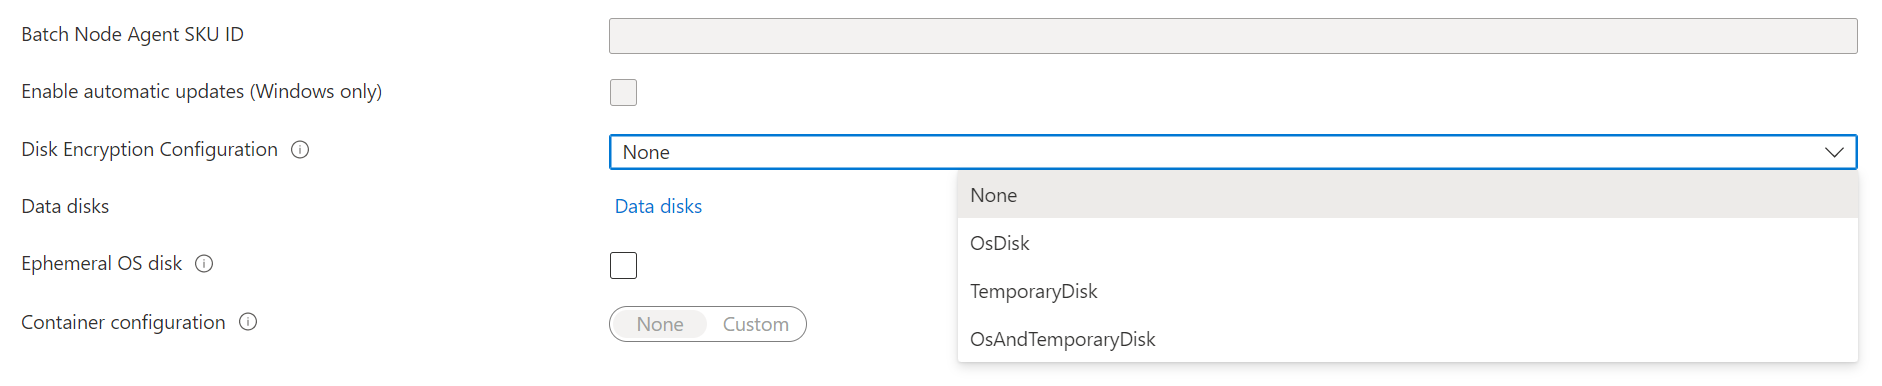 Batch Node Agent SKU ID
Enable automatic updates (Windows only)
Disk Encryption Configuration
None
None
OsDisk
TemporaryDisk
OsAndTemporaryDisk
Data disks
Data disks
Ephemeral OS disk
Container configuration
None Custom